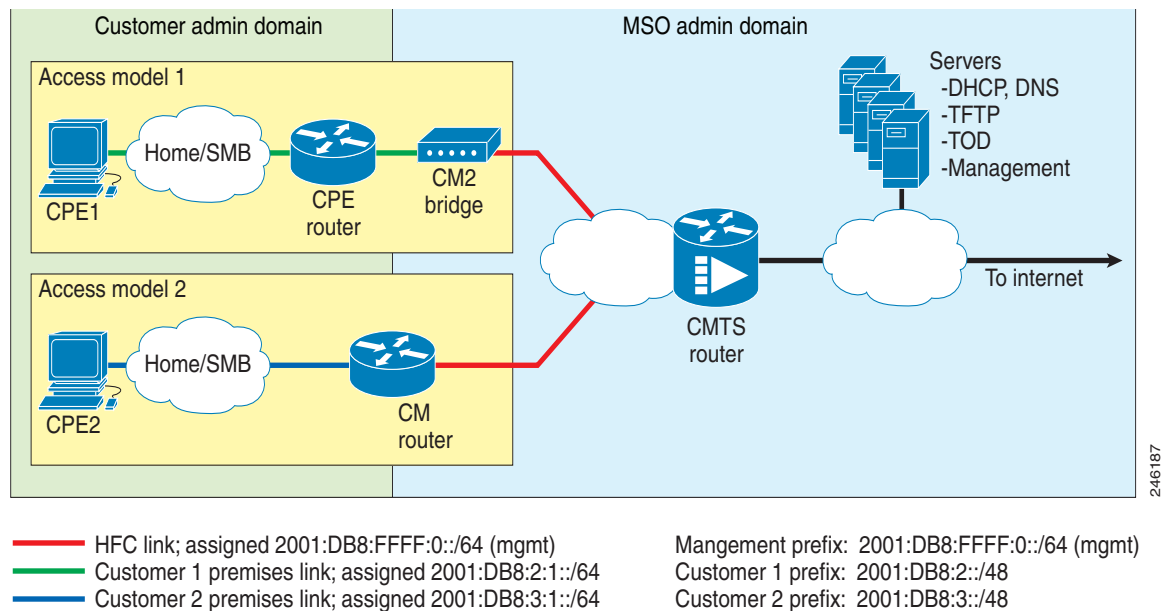 Customer admin domain
MSO admin domain
Access model 1
Home/SMB
CPE1
CPE
router
CM2
bridge
Servers
-DHCP, DNS
-TFTP
-TOD
-Management
CMTS
router
To internet
Access model 2
Home/SMB
CPE2
CM
router
246187
HFC link; assigned 2001:DB8:FFFF:0::/64 (mgmt)
Customer 1 premises link; assigned 2001:DB8:2:1::/64
Customer 2 premises link; assigned 2001:DB8:3:1::/64
Mangement prefix: 2001:DB8:FFFF:0::/64 (mgmt)
Customer 1 prefix: 2001:DB8:2::/48
Customer 2 prefix: 2001:DB8:3::/48